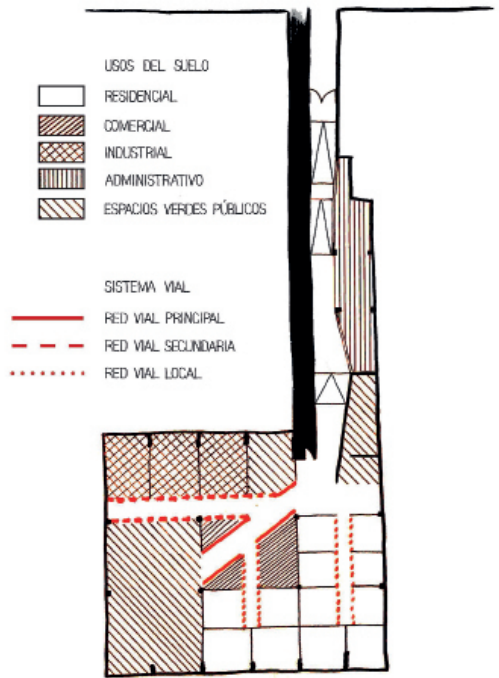 USOS DEL SUELO
RESIDENCIAL
COMERCIAL
INDUSTRIAL
ADMINISTRATIVO
ESPACIOS VERDES PÚBLICOS
SISTEMA VIAL
RED VIAL PRINCIPAL
RED VIAL SECUNDARIA
RED VIAL LOCAL